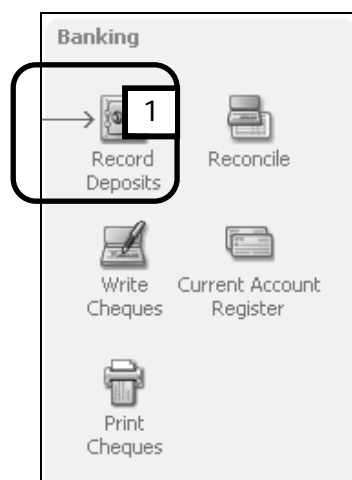 Banking
1
Record
Deposits
Reconcile
Write
Cheques
Current Account
Register
Print
Cheques